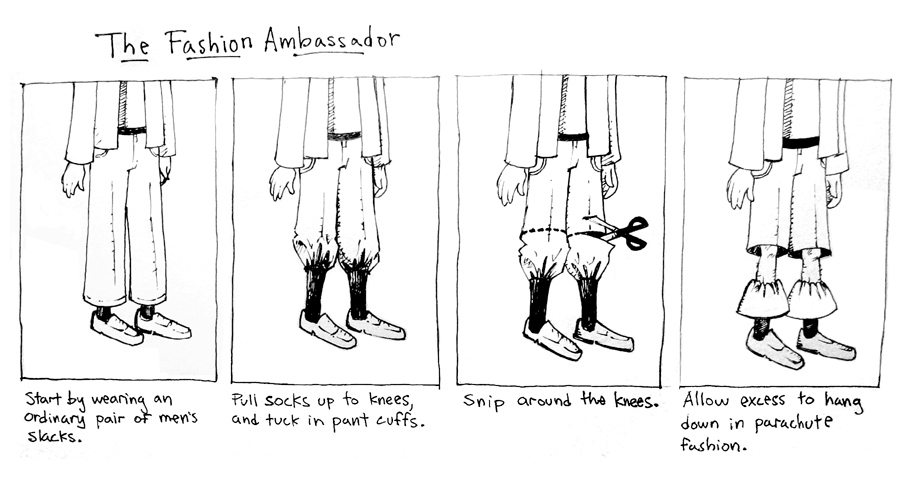 The Fashion Ambassador
Start by wearing an
ordinary pair of men's
slacks.
Pull socks up to knees,
and tuck in pant cuffs.
Snip around the knees.
Allow excess to hang
down in parachute
fashion.